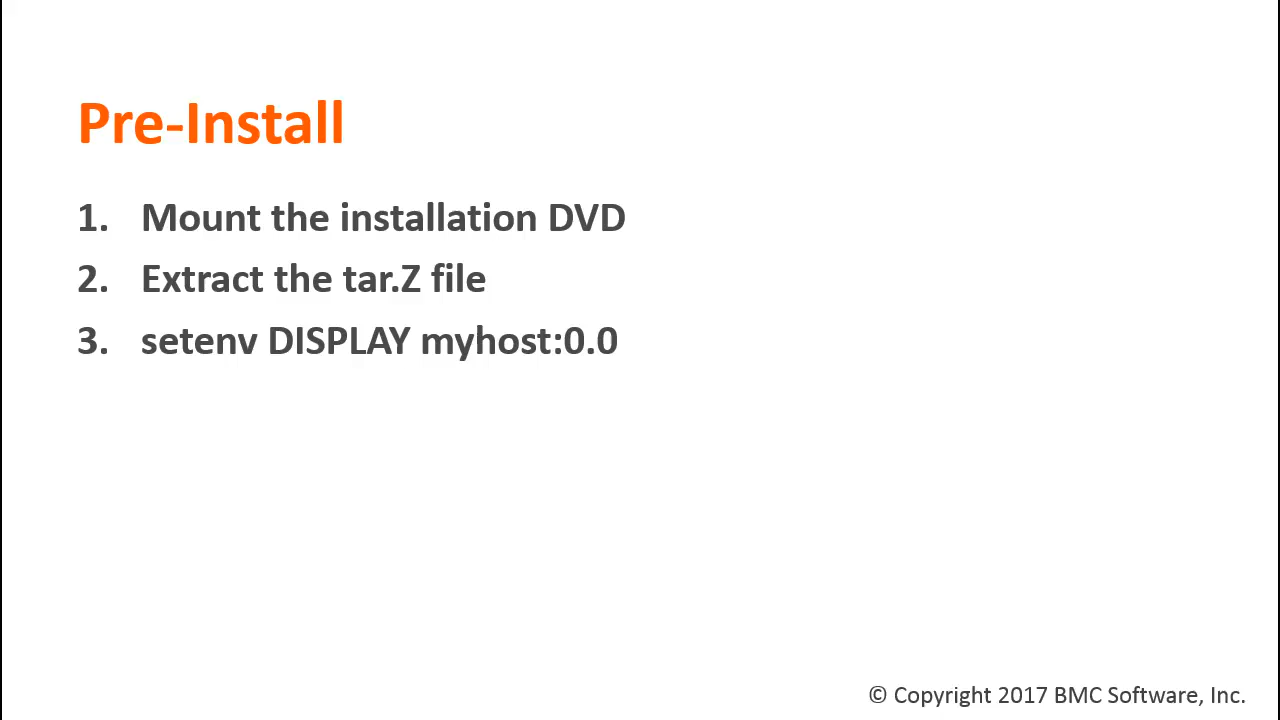 Pre-Install
1. Mount the installation DVD
2. Extract the tar.Z file
3. setenv DISPLAY myhost:0.0
© Copyright 2017 BMC Software, Inc.